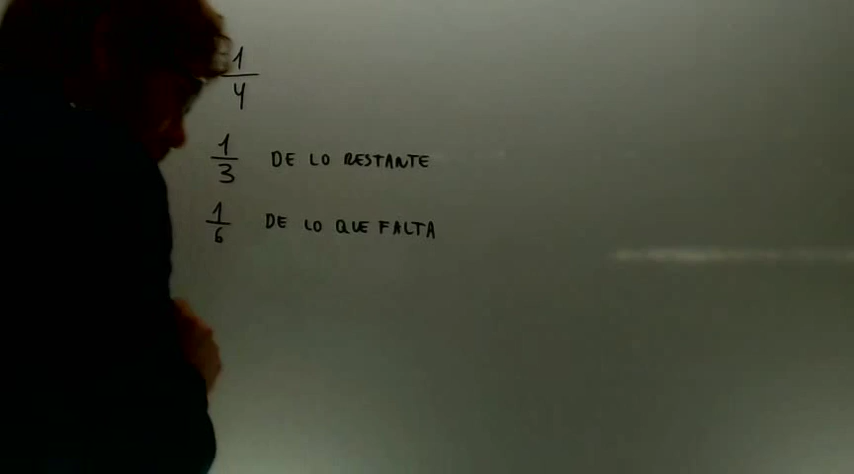 1/4
1/3 DE LO RESTANTE
1/6 DE LO QUE FALTA